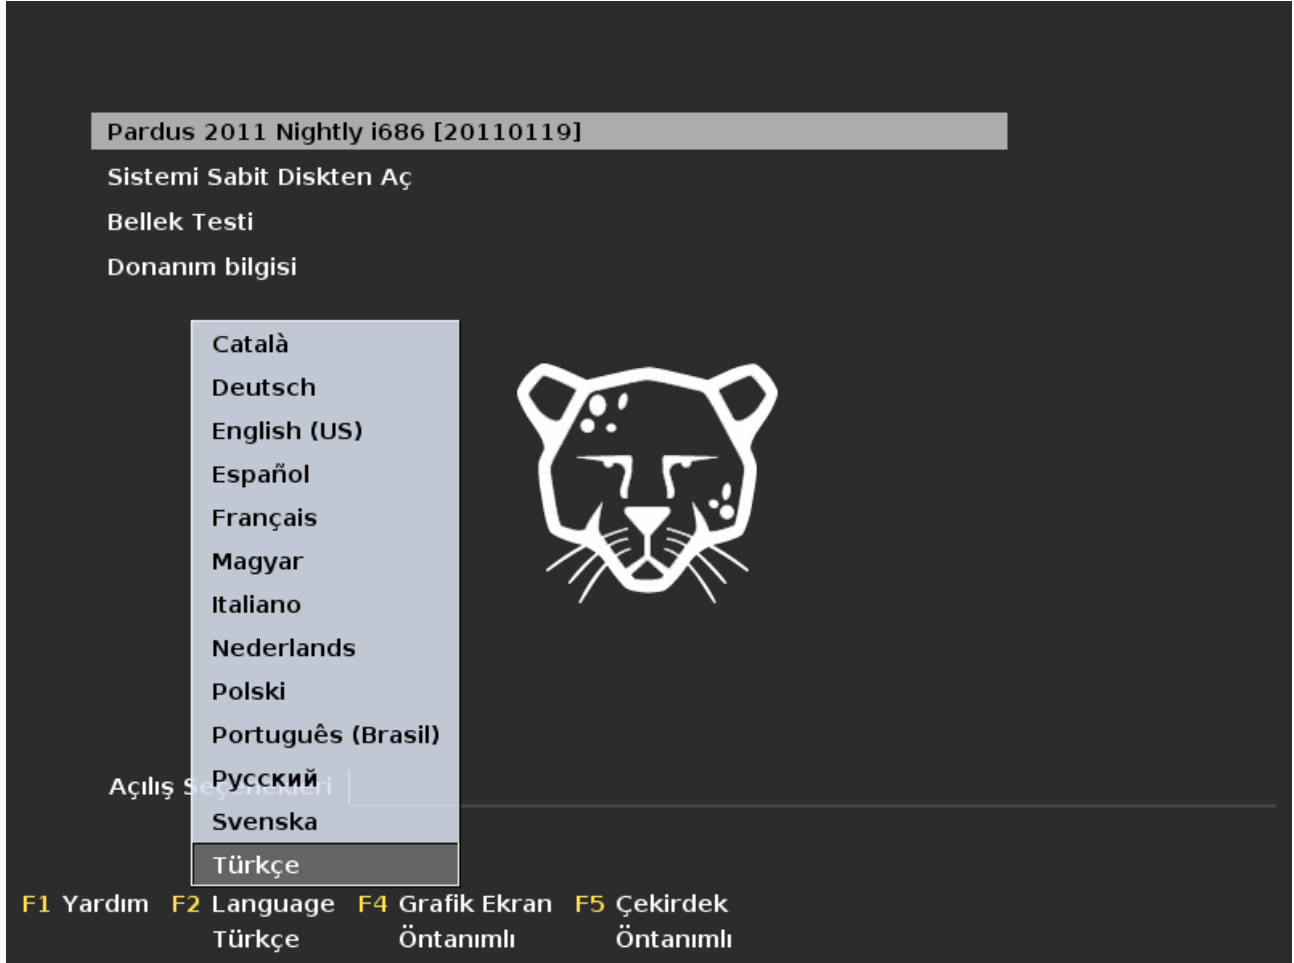 Pardus 2011 Nightly i686 [20110119]
Sistemi Sabit Diskten Aç
Bellek Testi
Donanım bilgisi
Català
Deutsch
English (US)
Español
Français
Magyar
Italiano
Nederlands
Polski
Português (Brasil)
Русский
Açılış Seçenekleri
Svenska
Türkçe
F1 Yardım F2 Language F4 Grafik Ekran F5 Çekirdek
Türkçe Öntanımlı Öntanımlı